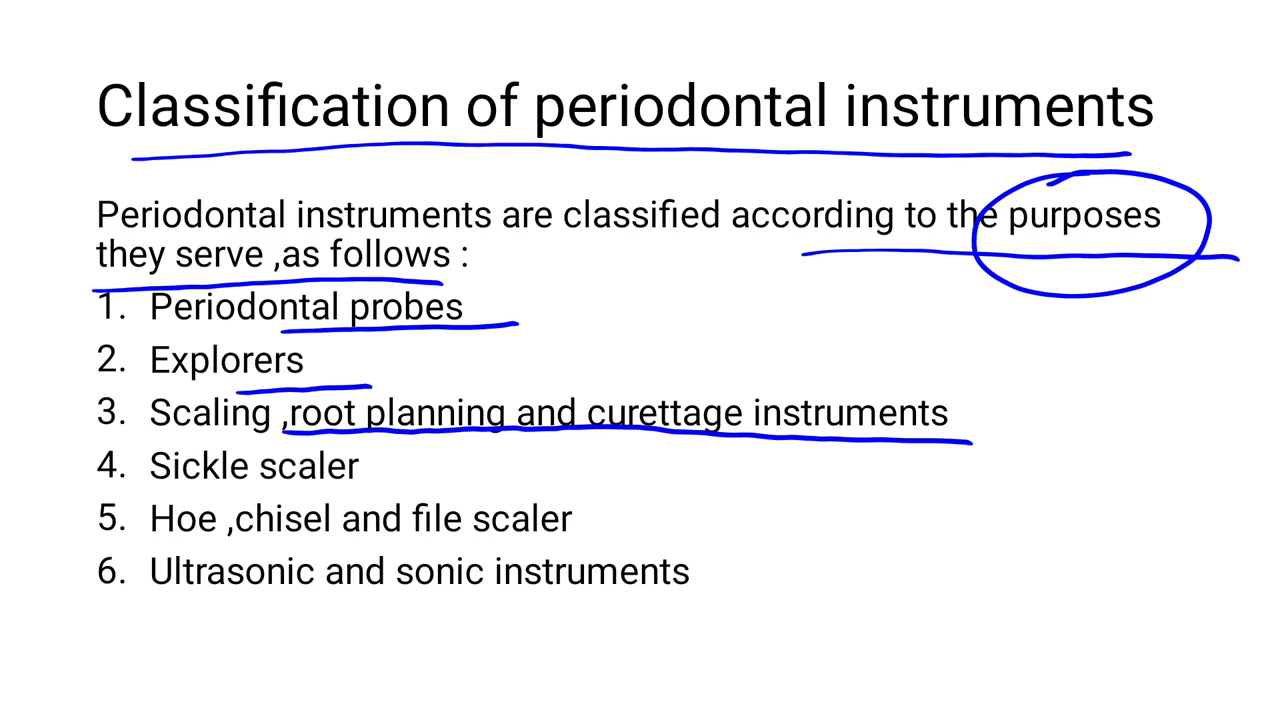 Classification of periodontal instruments
Periodontal instruments are classified according to the purposes
they serve ,as follows :
1. Periodontal probes
2. Explorers
3. Scaling ,root planning and curettage instruments
4. Sickle scaler
5. Hoe ,chisel and file scaler
6. Ultrasonic and sonic instruments